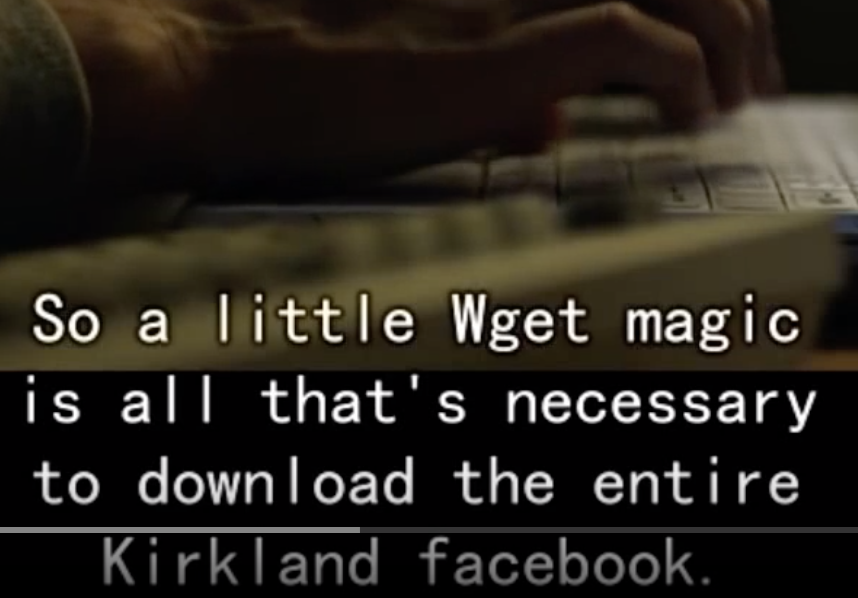 So a little Wget magic
is all that's necessary
to download the entire
Kirkland facebook.